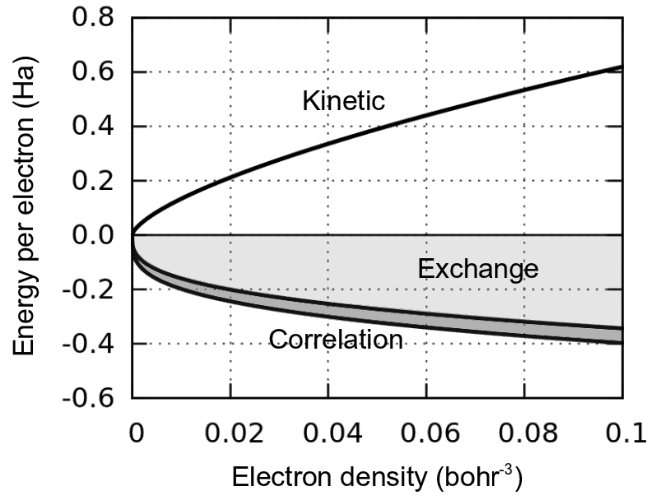 0.8
0.6
0.4
0.2
0.0
-0.2
-0.4
-0.6
Energy per electron (Ha)
Kinetic
Exchange
Correlation
0 0.02 0.04 0.06 0.08 0.1
Electron density (bohr⁻³)